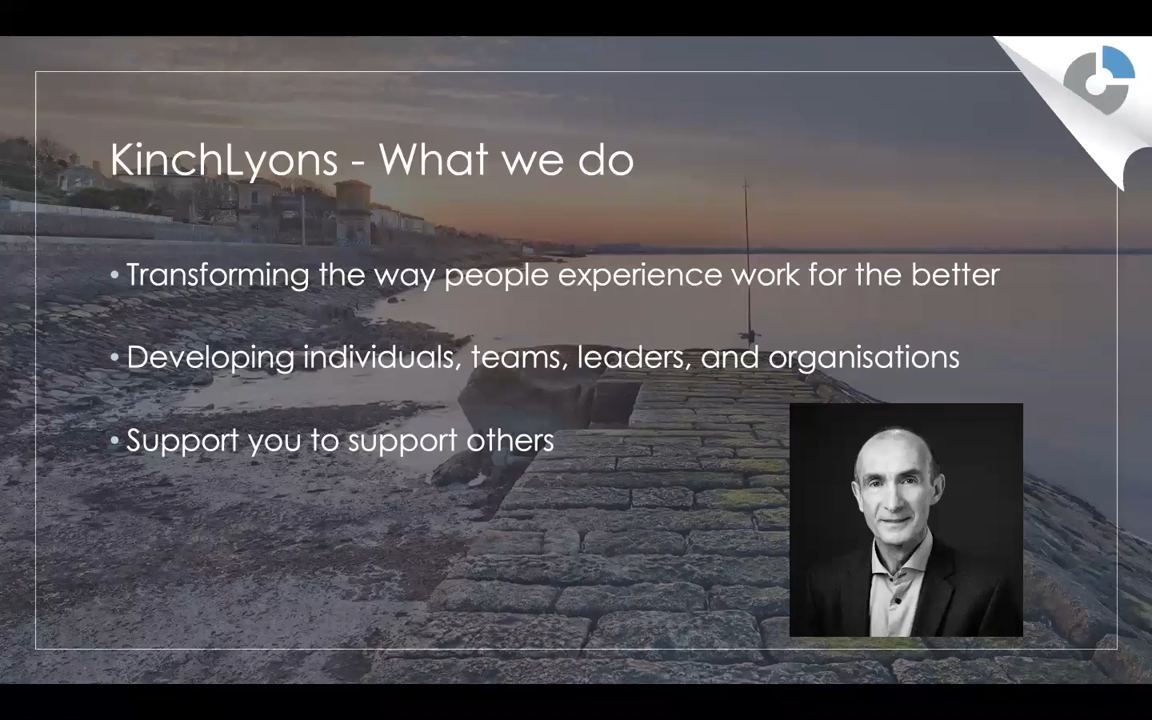 KinchLyons - What we do
• Transforming the way people experience work for the better
• Developing individuals, teams, leaders, and organisations
• Support you to support others